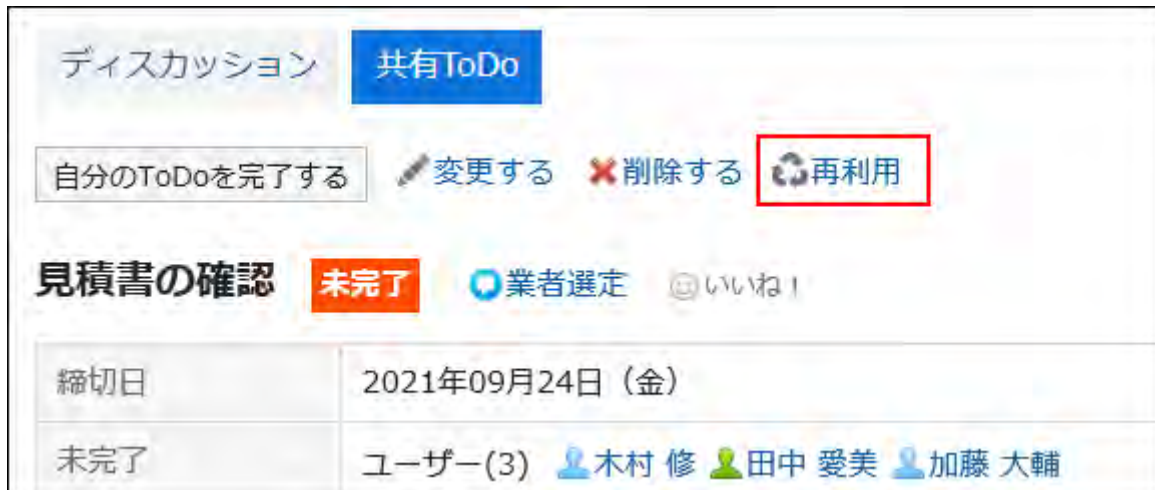 ディスカッション 共有ToDo
自分のToDoを完了する 変更する 削除する 再利用
見積書の確認 未完了 業者選定 いいね！
締切日 2021年09月24日（金）
未完了 ユーザー(3) 木村 修 田中 愛美 加藤 大輔